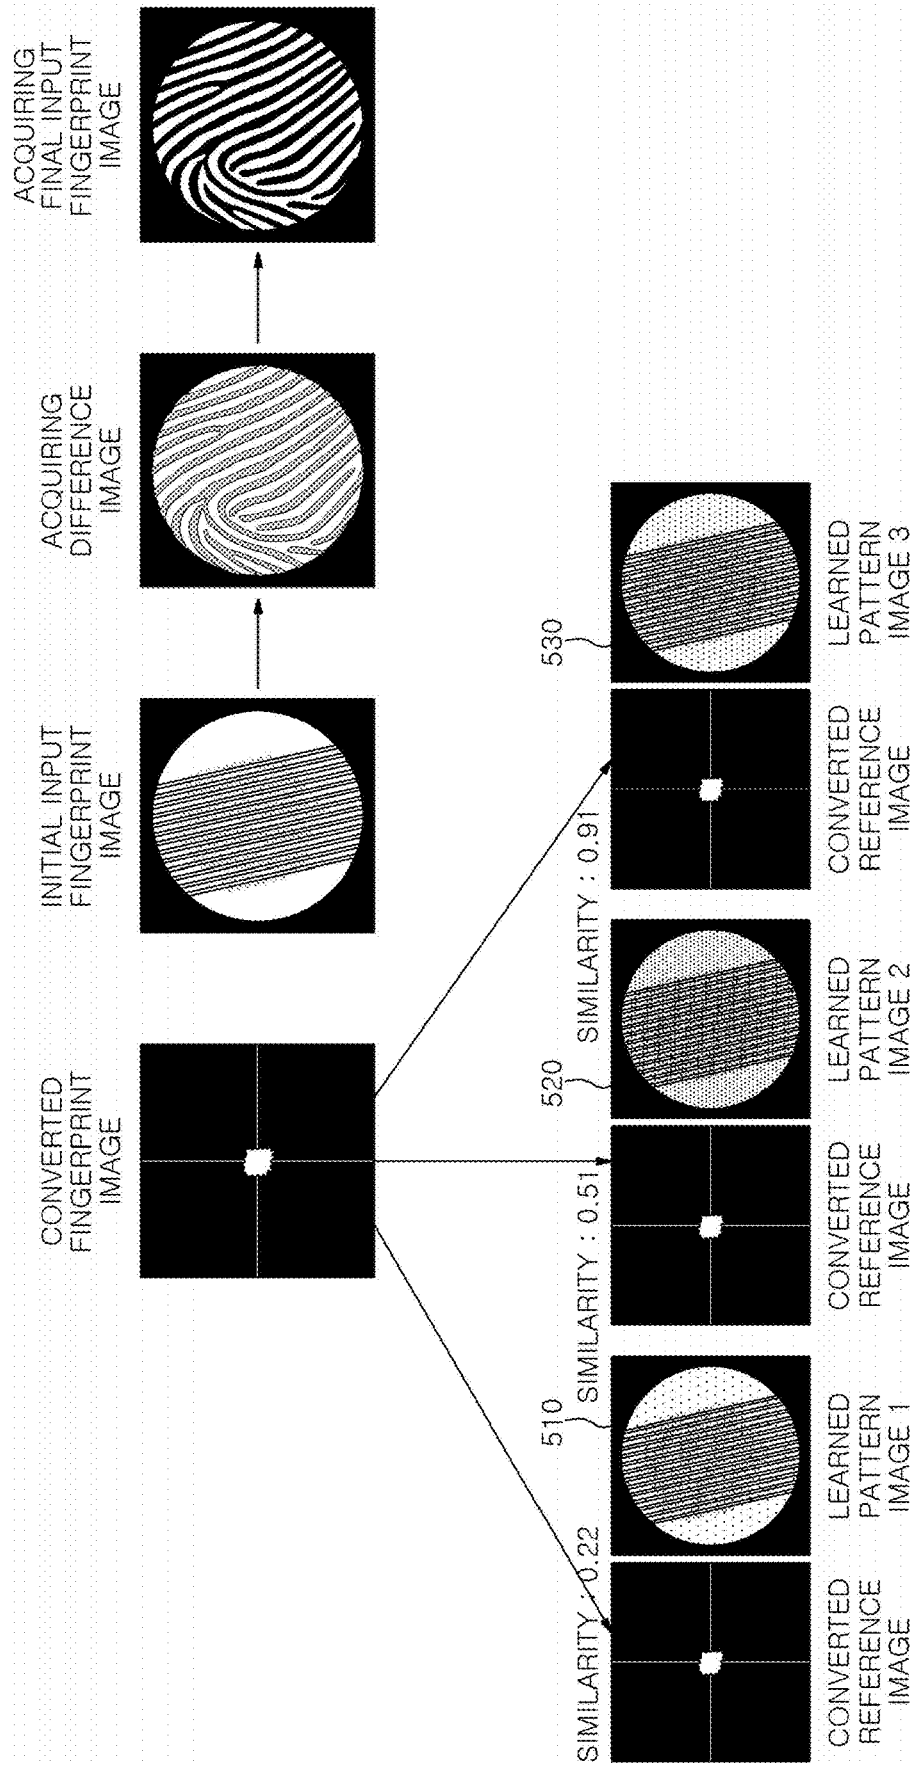 CONVERTED
FINGERPRINT
IMAGE
INITIAL INPUT
FINGERPRINT
IMAGE
ACQUIRING
DIFFERENCE
IMAGE
ACQUIRING
FINAL INPUT
FINGERPRINT
IMAGE
SIMILARITY : 0.22
SIMILARITY : 0.51
SIMILARITY : 0.91
510
520
530
CONVERTED
REFERENCE
IMAGE
LEARNED
PATTERN
IMAGE 1
CONVERTED
REFERENCE
IMAGE
LEARNED
PATTERN
IMAGE 2
CONVERTED
REFERENCE
IMAGE
LEARNED
PATTERN
IMAGE 3